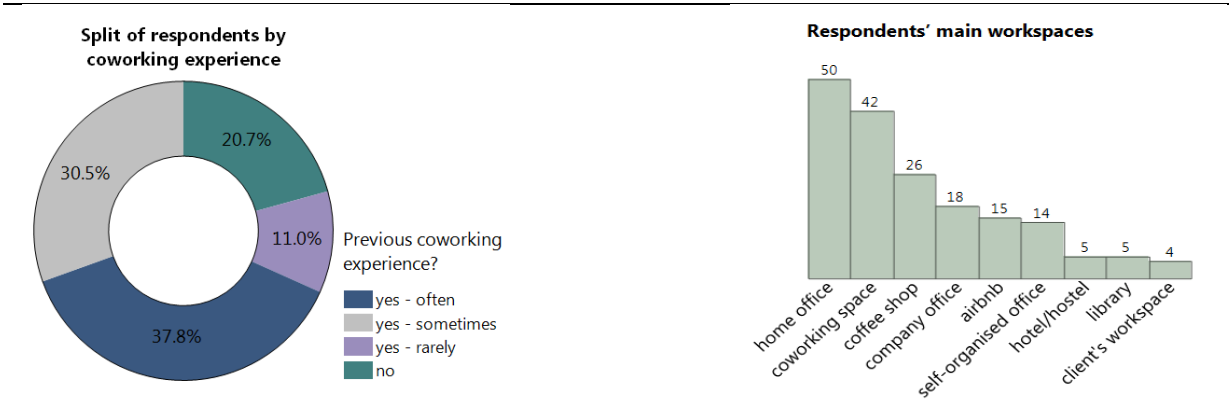 Split of respondents by
coworking experience
20.7%
30.5%
11.0%
37.8%
Previous coworking
experience?
yes - often
yes - sometimes
yes - rarely
no
Respondents' main workspaces
50
42
26
18
15
14
5
5
4
home office
coworking space
coffee shop
company office
airbnb
self-organised office
hotel/hostel
library
client's workspace